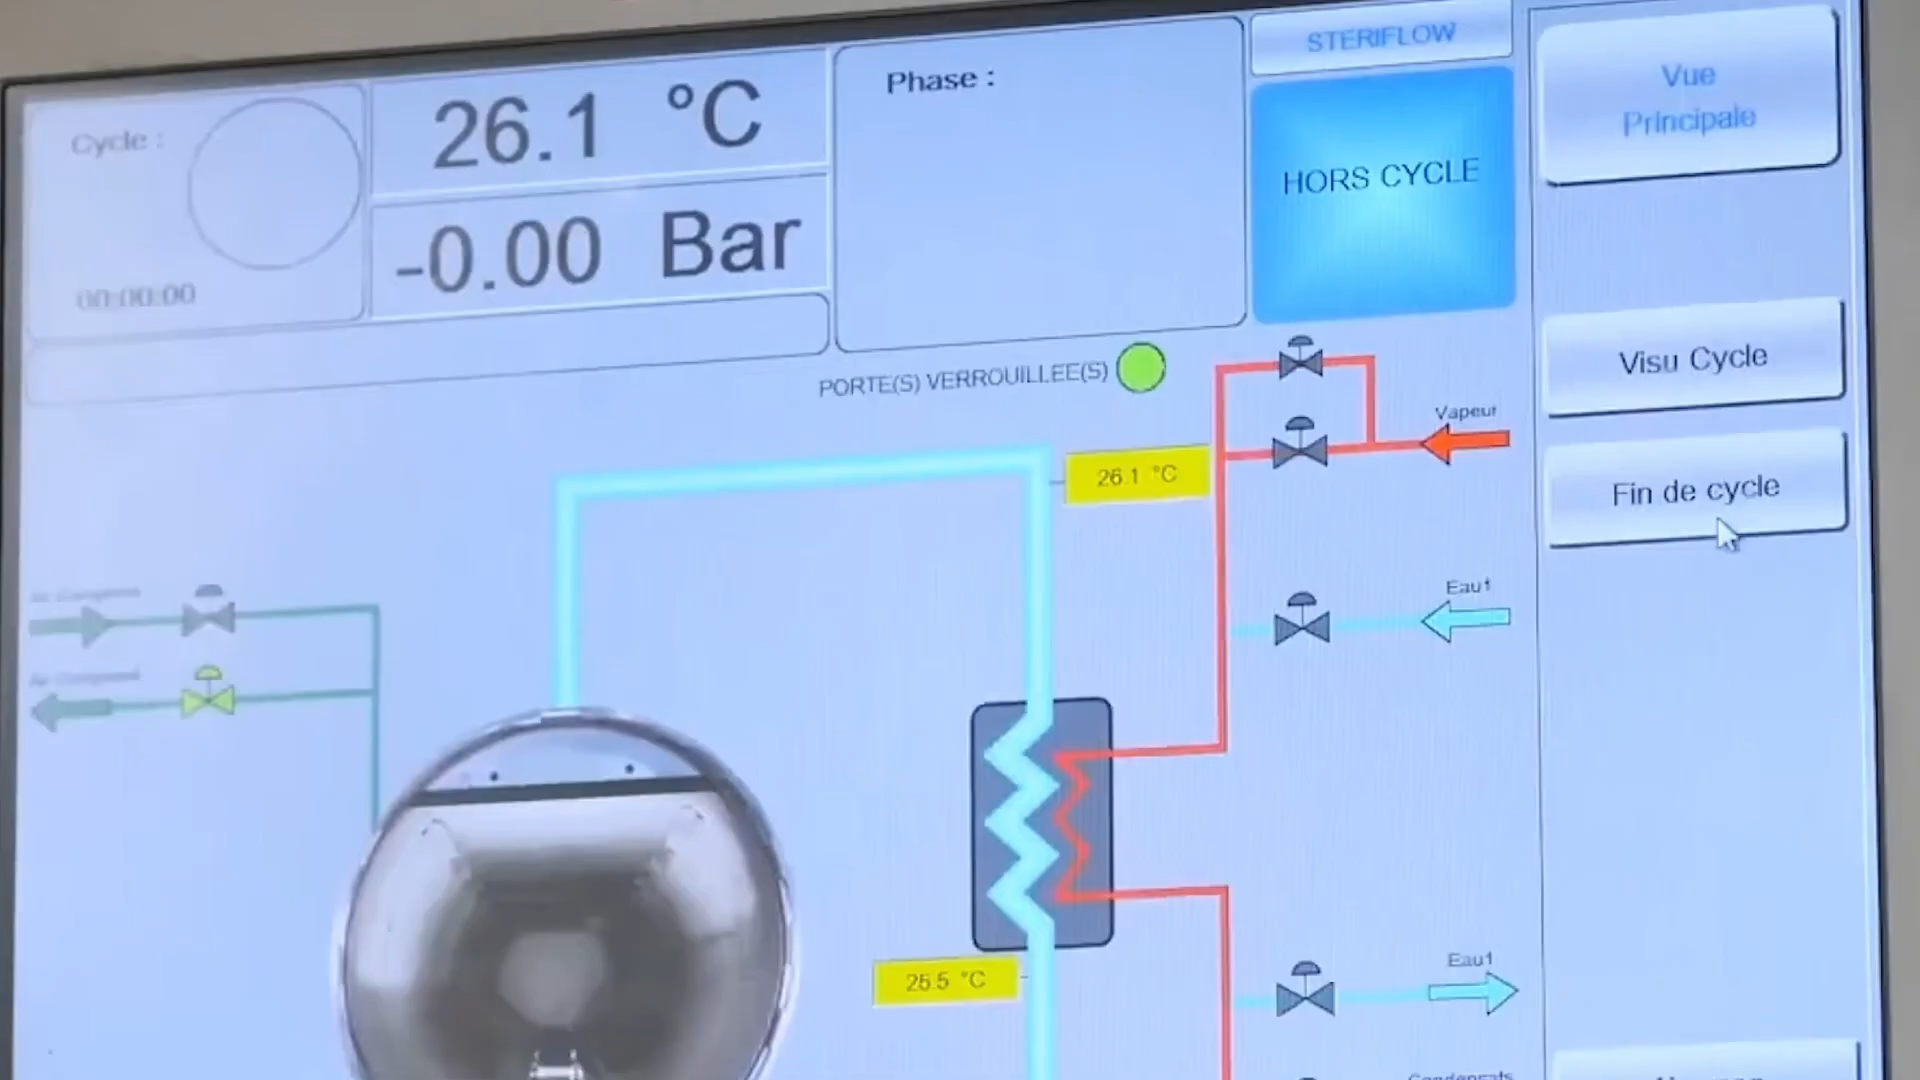 STERIFLOW
Vue
Principale
Cycle :
26.1 °C
Phase :
HORS CYCLE
-0.00 Bar
00:00:00
PORTE(S) VERROUILLEE(S)
Visu Cycle
Vapeur
26.1 °C
Fin de cycle
Eau1
Eau1
25.5 °C